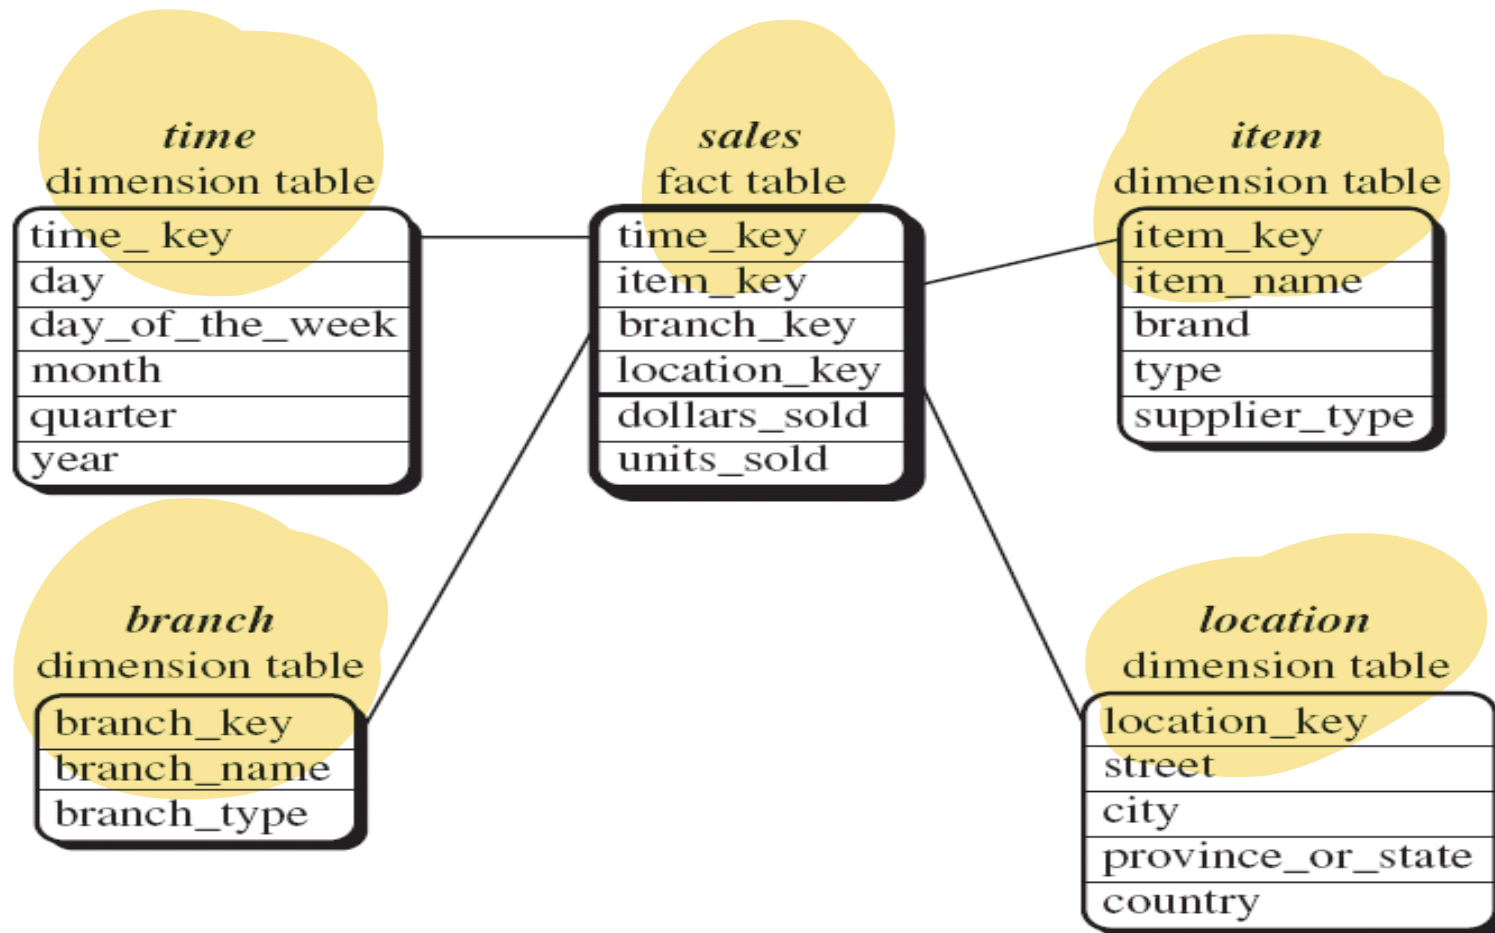 time
dimension table
time_ key
day
day_of_the_week
month
quarter
year
sales
fact table
time_key
item_key
branch_key
location_key
dollars_sold
units_sold
item
dimension table
item_key
item_name
brand
type
supplier_type
branch
dimension table
branch_key
branch_name
branch_type
location
dimension table
location_key
street
city
province_or_state
country